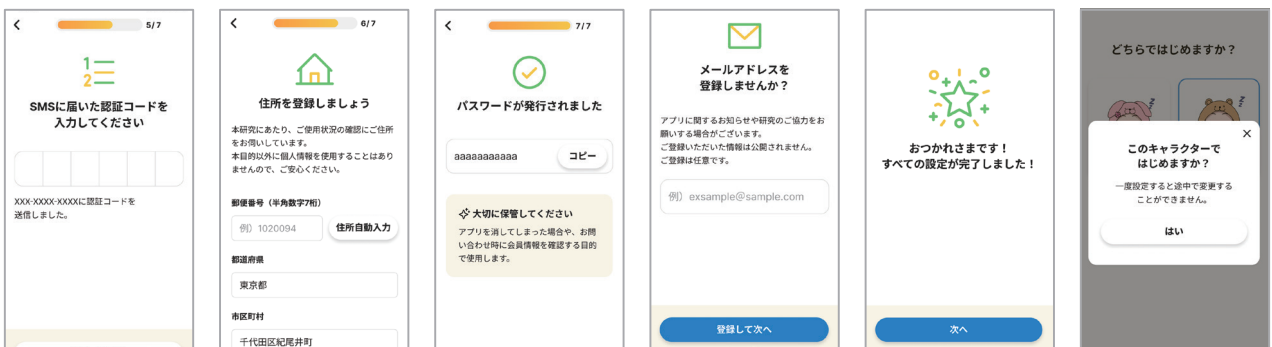 5/7
1
2
SMSに届いた認証コードを
入力してください
XXX-XXXX-XXXXに認証コードを
送信しました。
6/7
住所を登録しましょう
本研究にあたり、ご使用状況の確認にご住所
をお伺いしています。
本目的以外に個人情報を使用することはあり
ませんので、ご安心ください。
郵便番号（半角数字7桁）
例）1020094
住所自動入力
都道府県
東京都
市区町村
千代田区紀尾井町
7/7
パスワードが発行されました
aaaaaaaaaaa
コピー
大切に保管してください
アプリを消してしまった場合や、お問
い合わせ時に会員情報を確認する目的
で使用します。
メールアドレスを
登録しませんか？
アプリに関するお知らせや研究のご協力をお
願いする場合がございます。
ご登録いただいた情報は公開されません。
ご登録は任意です。
例）exsample@sample.com
登録して次へ
おつかれさまです！
すべての設定が完了しました！
次へ
どちらではじめますか？
z
z
z
z
z
z
このキャラクターで
はじめますか？
一度設定すると途中で変更する
ことができません。
はい